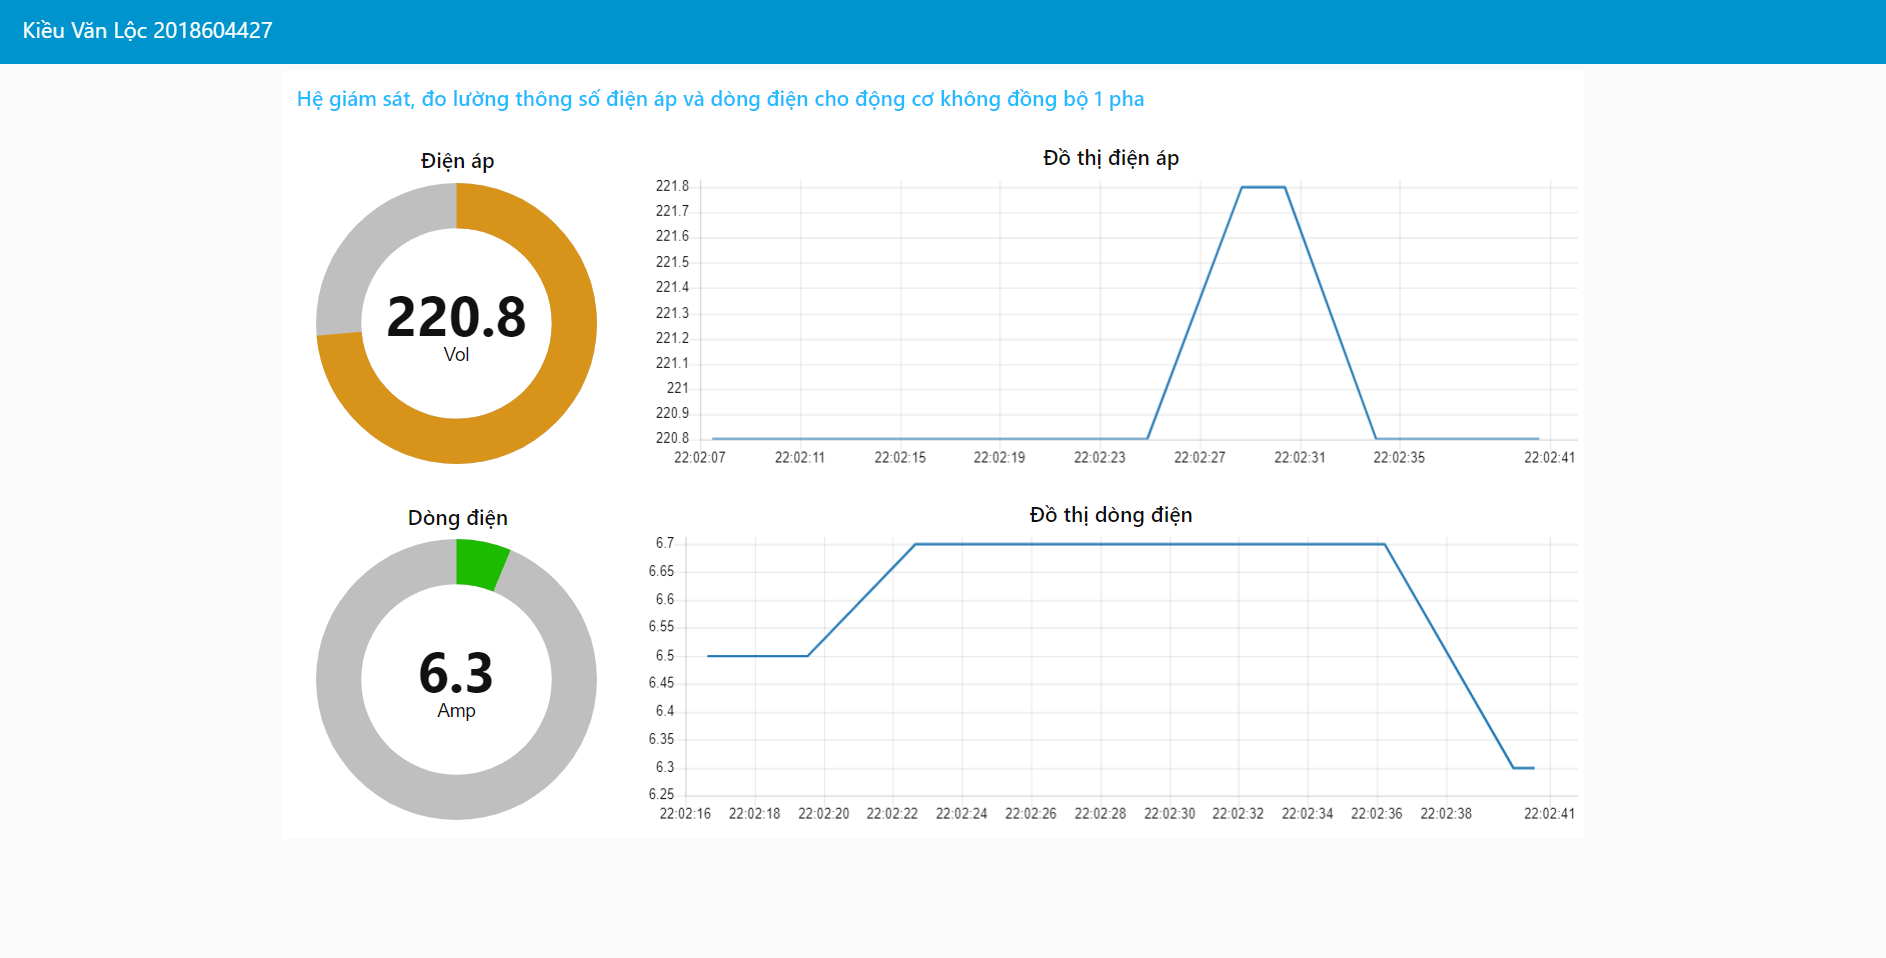 Kiều Văn Lộc 2018604427
Hệ giám sát, đo lường thông số điện áp và dòng điện cho động cơ không đồng bộ 1 pha
Điện áp
220.8
Vol
Đồ thị điện áp
221.8
221.7
221.6
221.5
221.4
221.3
221.2
221.1
221
220.9
220.8
22:02:07 22:02:11 22:02:15 22:02:19 22:02:23 22:02:27 22:02:31 22:02:35 22:02:41
Dòng điện
6.3
Amp
Đồ thị dòng điện
6.7
6.65
6.6
6.55
6.5
6.45
6.4
6.35
6.3
6.25
22:02:16 22:02:18 22:02:20 22:02:22 22:02:24 22:02:26 22:02:28 22:02:30 22:02:32 22:02:34 22:02:36 22:02:38 22:02:41